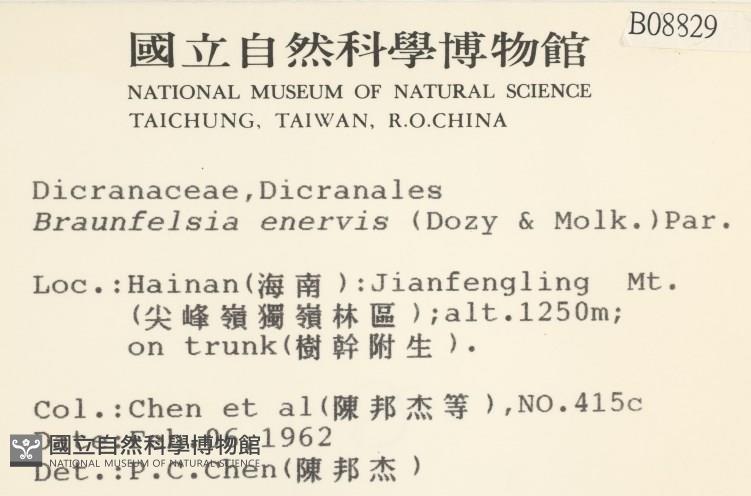 B08829
國立自然科學博物館
NATIONAL MUSEUM OF NATURAL SCIENCE
TAICHUNG, TAIWAN, R.O.CHINA
Dicranaceae,Dicranales
Braunfelsia enervis (Dozy & Molk.)Par.
Loc.:Hainan(海南):Jianfengling Mt.
(尖峰嶺獨嶺林區);alt.1250m;
on trunk(樹幹附生).
Col.:Chen et al(陳邦杰等),NO.415c
Date:Feb.06,1962
國立自然科學博物館
NATIONAL MUSEUM OF NATURAL SCIENCE
Det.:P.C.Chen(陳邦杰)